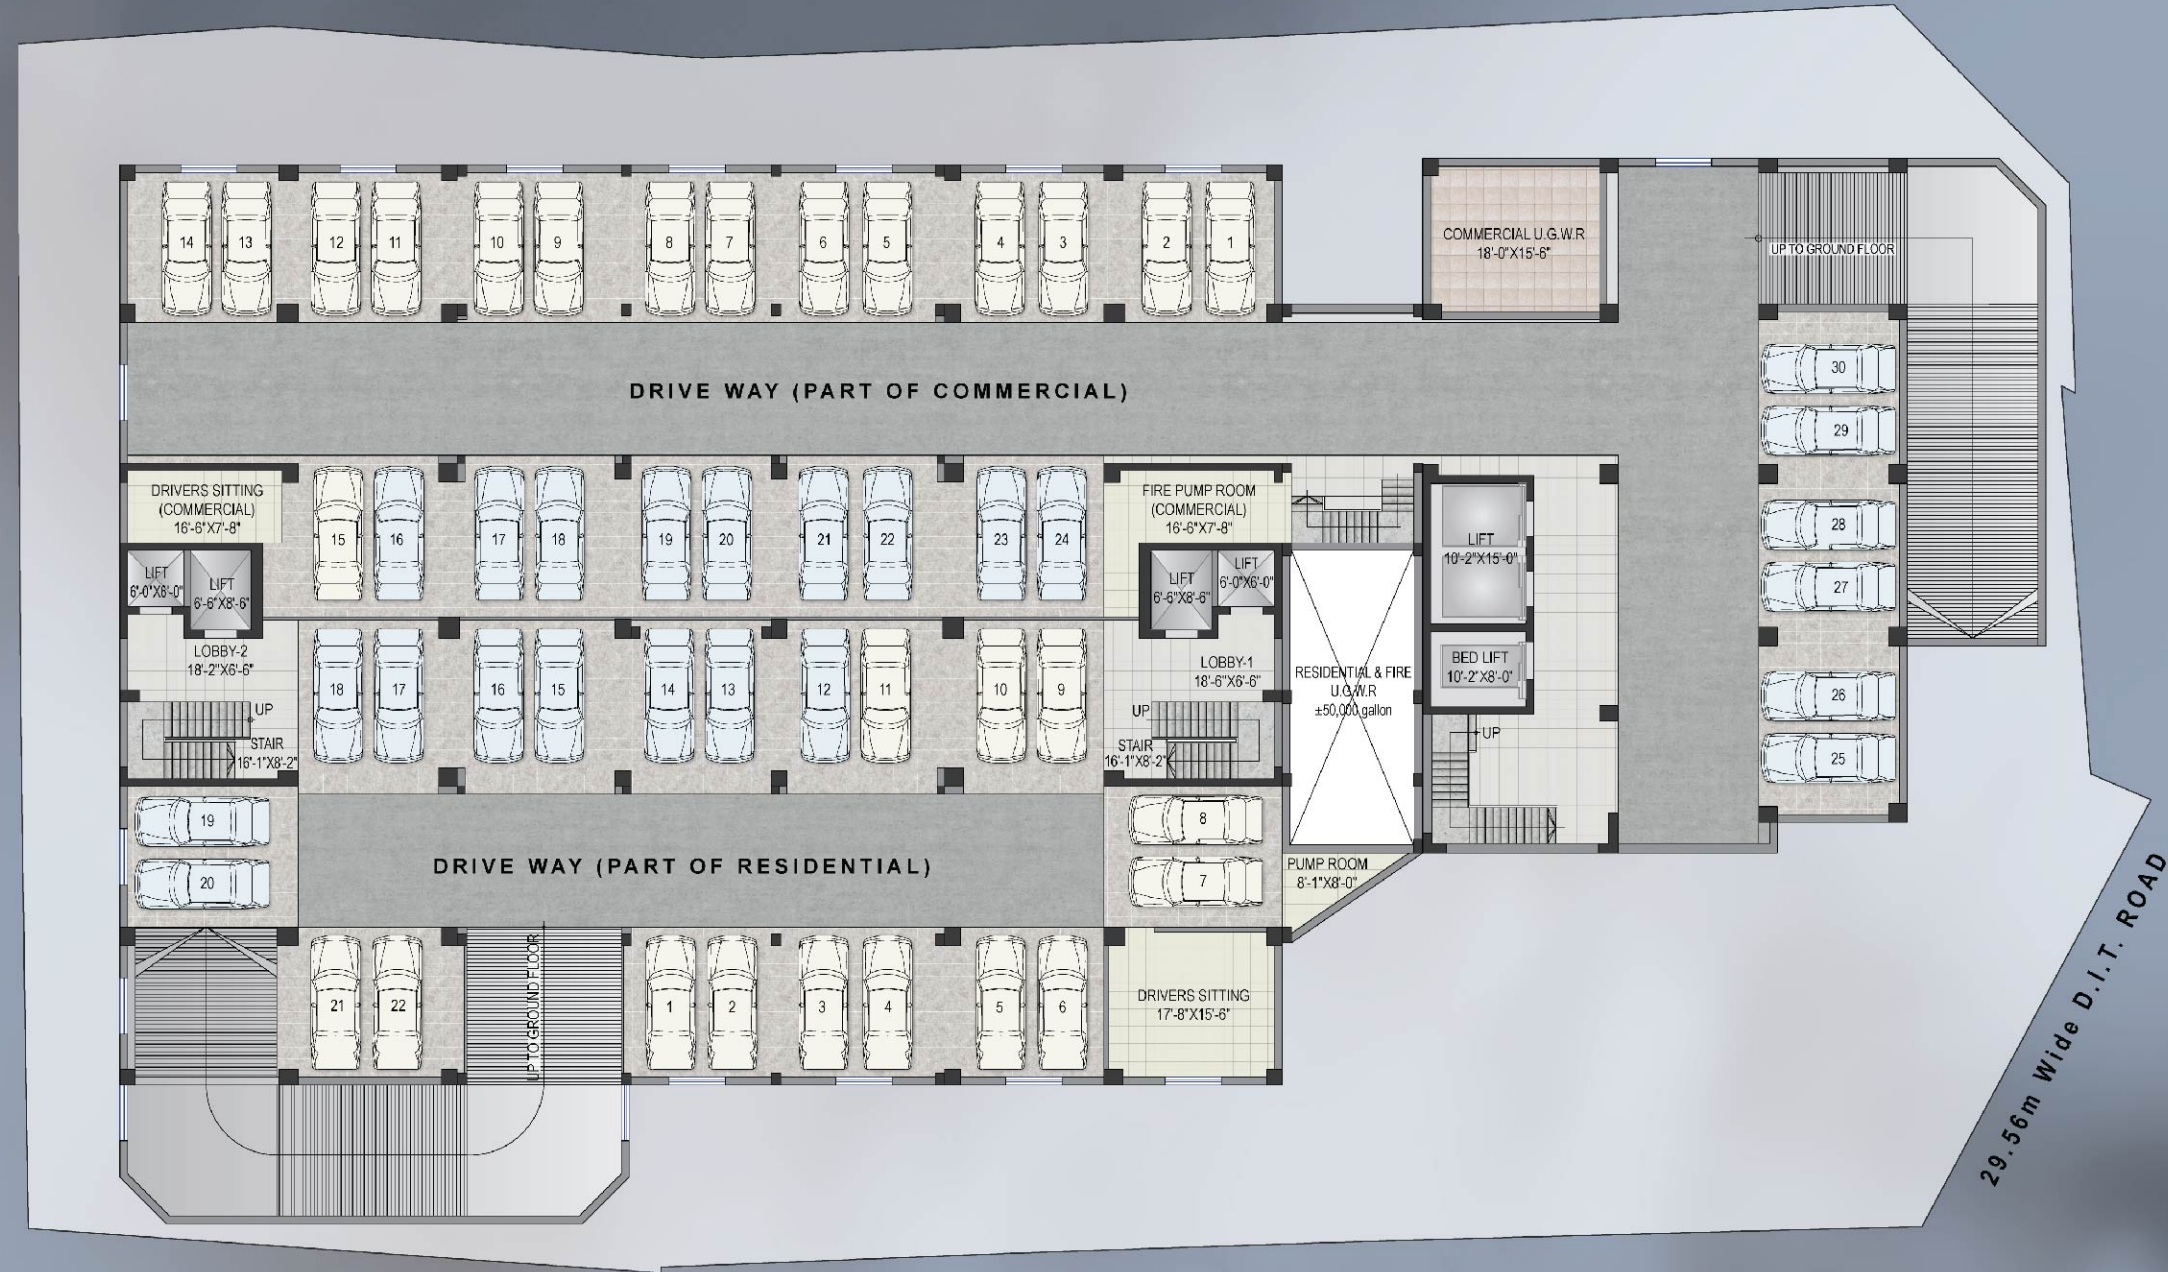 14 13 12 11 10 9 8 7 6 5 4 3 2 1
COMMERCIAL U.G.W.R
18'-0"X15'-6"
UP TO GROUND FLOOR
DRIVE WAY (PART OF COMMERCIAL)
30
29
DRIVERS SITTING
(COMMERCIAL)
16'-6"X7'-8"
15 16 17 18 19 20 21 22 23 24
FIRE PUMP ROOM
(COMMERCIAL)
16'-6"X7'-8"
LIFT
10'-2"X15'-0"
28
27
LIFT
6'-0"X6'-0"
LIFT
6'-6"X8'-6"
LIFT
6'-6"X8'-6"
LIFT
6'-0"X6'-0"
LOBBY-2
18'-2"X6'-6"
18 17 16 15 14 13 12 11 10 9
LOBBY-1
18'-6"X6'-6"
RESIDENTIAL & FIRE
U.G.W.R
±50,000 gallon
BED LIFT
10'-2"X8'-0"
26
25
UP
STAIR
16'-1"X8'-2"
UP
STAIR
16'-1"X8'-2"
UP
19
20
DRIVE WAY (PART OF RESIDENTIAL)
8
7
PUMP ROOM
8'-1"X8'-0"
21 22
UP TO GROUND FLOOR
1 2 3 4 5 6
DRIVERS SITTING
17'-8"X15'-6"
29.56m Wide D.I.T. ROAD